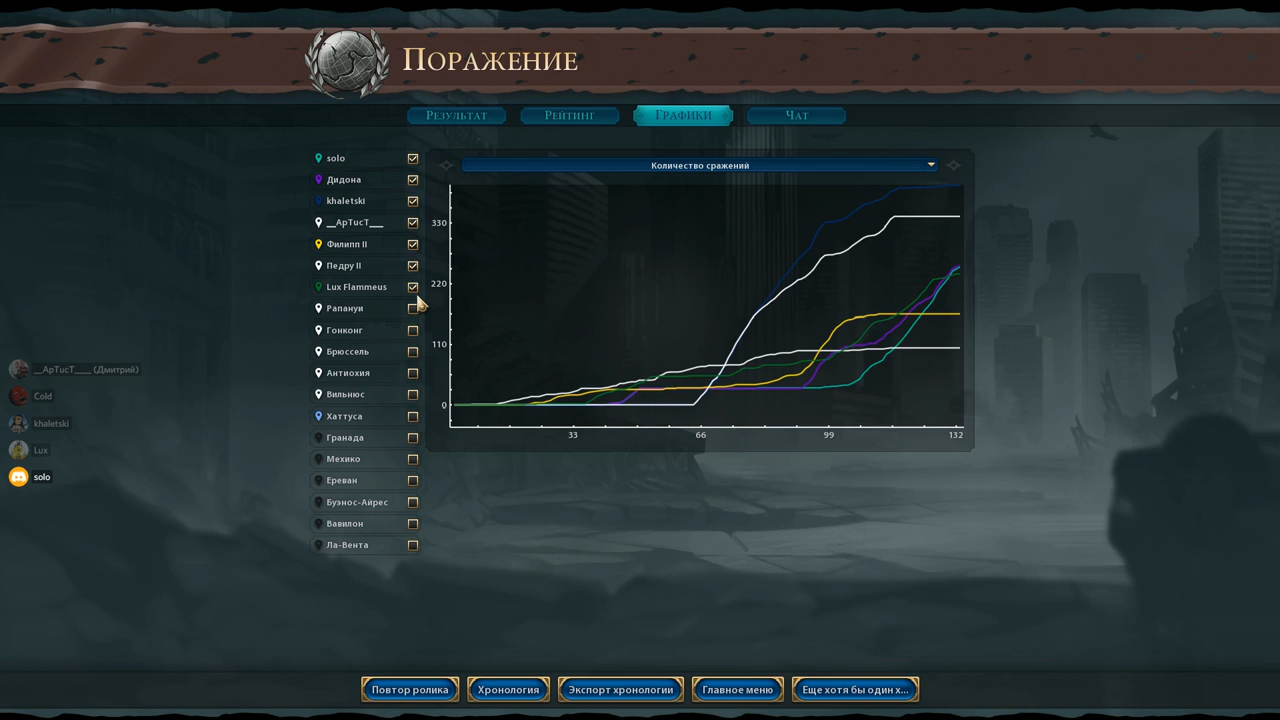 Поражение
Результат
Рейтинг
Графики
Чат
solo
Дидона
khaletski
__ApTucT___
Филипп II
Педру II
Lux Flammeus
Рапануи
Гонконг
Брюссель
Антиохия
Вильнюс
Хаттуса
Гранада
Мехико
Ереван
Буэнос-Айрес
Вавилон
Ла-Вента
Количество сражений
330
220
110
0
33
66
99
132
__ApTucT____ (Дмитрий)
Cold
khaletski
Lux
solo
Повтор ролика
Хронология
Экспорт хронологии
Главное меню
Еще хотя бы один х...